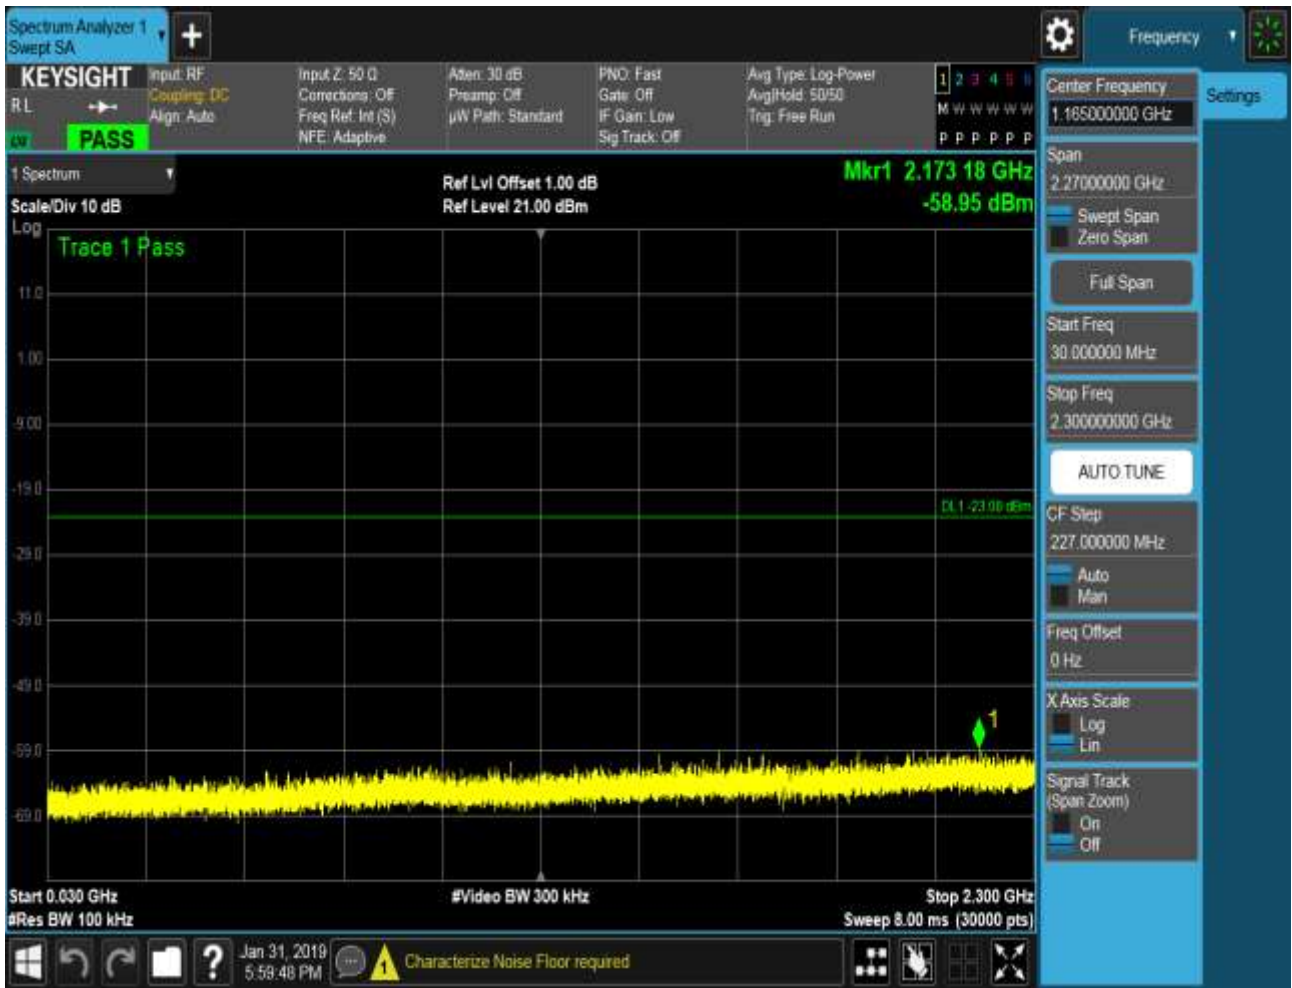 Spectrum Analyzer 1
Swept SA
Frequency
KEYSIGHT
Input: RF
Coupling: DC
Align: Auto
Input Z: 50 Ω
Corrections: Off
Freq Ref: Int (S)
NFE: Adaptive
Atten: 30 dB
Preamp: Off
µW Path: Standard
PNO: Fast
Gate: Off
IF Gain: Low
Sig Track: Off
Avg Type: Log-Power
Avg|Hold: 50/50
Trig: Free Run
1 2 3 4 5 6
M W W W W W
P P P P P P
R L
PASS
1 Spectrum
Scale/Div 10 dB
Log
Ref Lvl Offset 1.00 dB
Ref Level 21.00 dBm
Mkr1 2.173 18 GHz
-58.95 dBm
Trace 1 Pass
11.0
1.00
-9.00
-19.0
DL1 -23.00 dBm
-29.0
-39.0
-49.0
1
-59.0
-69.0
Start 0.030 GHz
#Res BW 100 kHz
#Video BW 300 kHz
Stop 2.300 GHz
Sweep 8.00 ms (30000 pts)
Jan 31, 2019
5:59:48 PM
?
1
Characterize Noise Floor required
Center Frequency
1.165000000 GHz
Settings
Span
2.27000000 GHz
Swept Span
Zero Span
Full Span
Start Freq
30.000000 MHz
Stop Freq
2.300000000 GHz
AUTO TUNE
CF Step
227.000000 MHz
Auto
Man
Freq Offset
0 Hz
X Axis Scale
Log
Lin
Signal Track
(Span Zoom)
On
Off